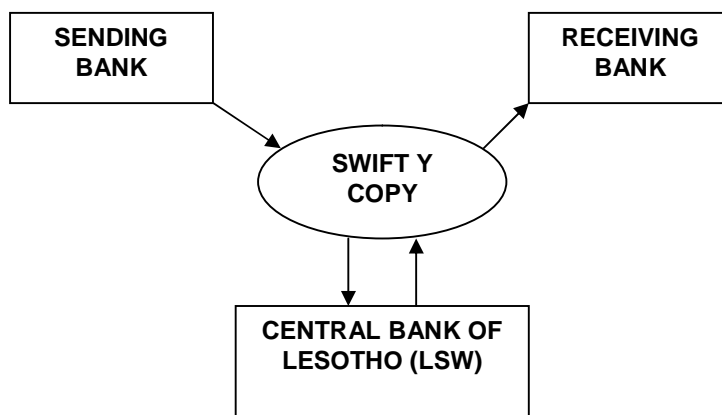 SENDING
BANK
RECEIVING
BANK
SWIFT Y
COPY
CENTRAL BANK OF
LESOTHO (LSW)